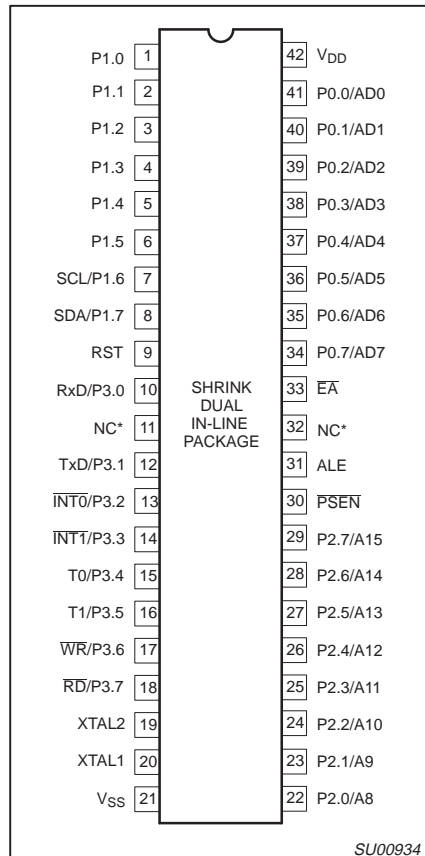 P1.0 1 42 VDD
P1.1 2 41 P0.0/AD0
P1.2 3 40 P0.1/AD1
P1.3 4 39 P0.2/AD2
P1.4 5 38 P0.3/AD3
P1.5 6 37 P0.4/AD4
SCL/P1.6 7 36 P0.5/AD5
SDA/P1.7 8 35 P0.6/AD6
RST 9 34 P0.7/AD7
RxD/P3.0 10 33 E̅A̅
NC* 11 32 NC*
TxD/P3.1 12 31 ALE
I̅N̅T̅0̅/P3.2 13 30 P̅S̅E̅N̅
I̅N̅T̅1̅/P3.3 14 29 P2.7/A15
T0/P3.4 15 28 P2.6/A14
T1/P3.5 16 27 P2.5/A13
W̅R̅/P3.6 17 26 P2.4/A12
R̅D̅/P3.7 18 25 P2.3/A11
XTAL2 19 24 P2.2/A10
XTAL1 20 23 P2.1/A9
VSS 21 22 P2.0/A8
SHRINK
DUAL
IN-LINE
PACKAGE
SU00934